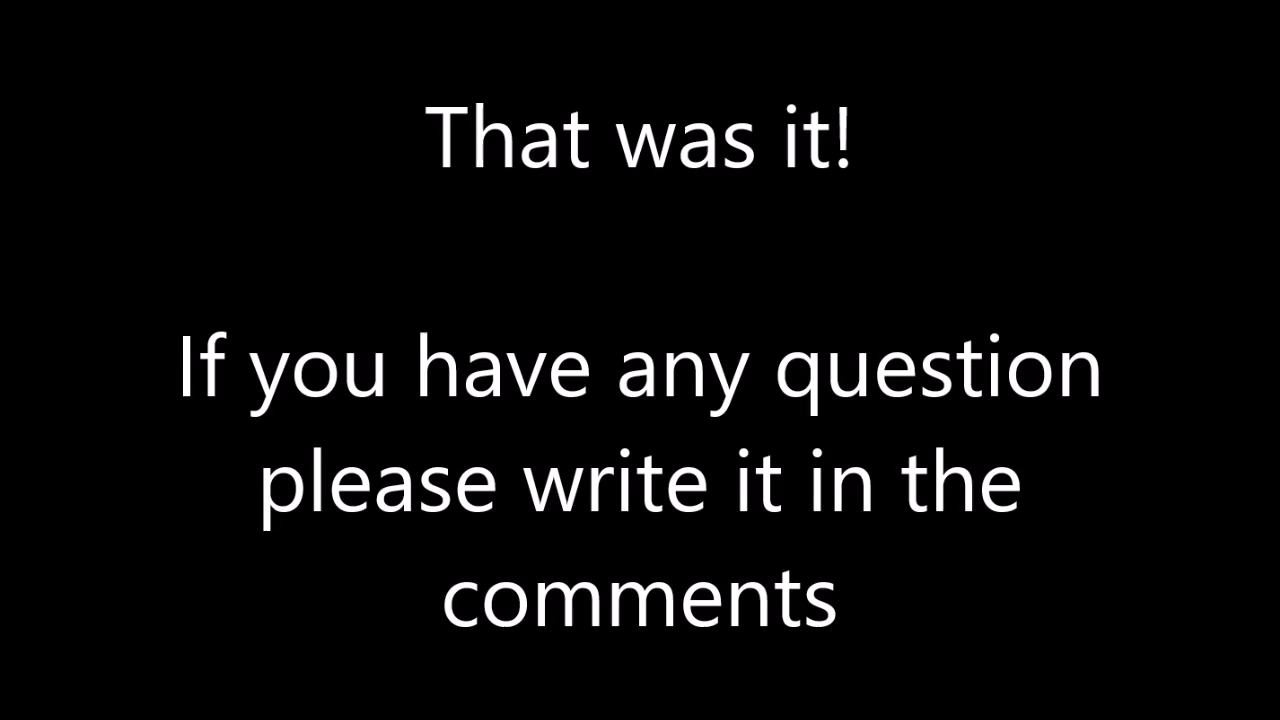 That was it!
If you have any question
please write it in the
comments